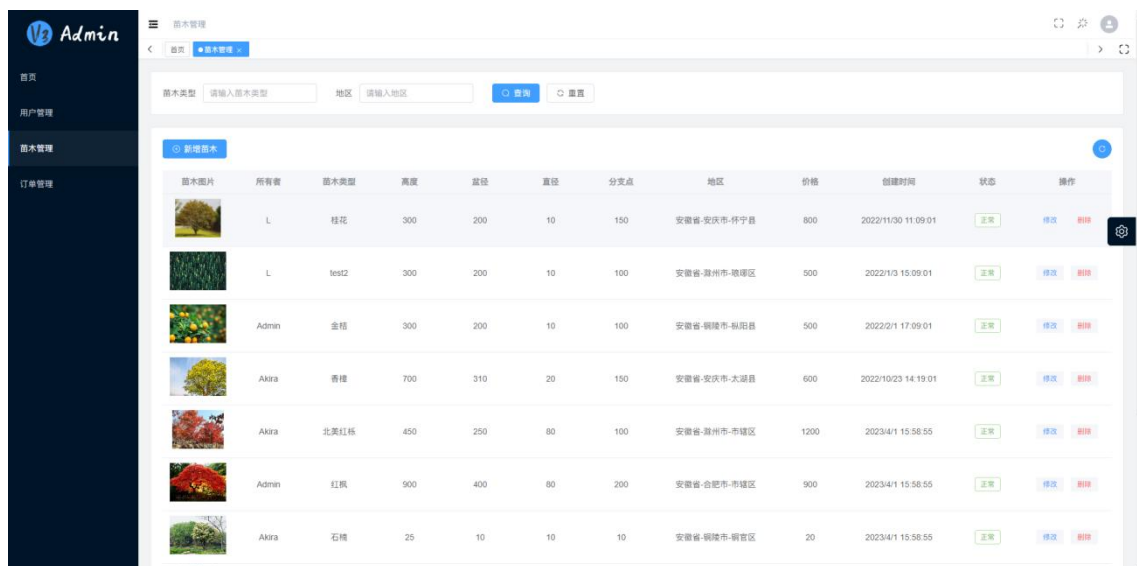 V3 Admin
苗木管理
首页 苗木管理 ×
首页
用户管理
苗木管理
订单管理
苗木类型 请输入苗木类型 地区 请输入地区 查询 重置
新增苗木
苗木图片 所有者 苗木类型 高度 盆径 直径 分支点 地区 价格 创建时间 状态 操作
L 桂花 300 200 10 150 安徽省-安庆市-怀宁县 800 2022/11/30 11:09:01 正常 修改 删除
L test2 300 200 10 100 安徽省-滁州市-琅琊区 500 2022/1/3 15:09:01 正常 修改 删除
Admin 金桔 300 200 10 100 安徽省-铜陵市-枞阳县 500 2022/2/1 17:09:01 正常 修改 删除
Akira 香樟 700 310 20 150 安徽省-安庆市-太湖县 600 2022/10/23 14:19:01 正常 修改 删除
Akira 北美红栎 450 250 80 100 安徽省-滁州市-市辖区 1200 2023/4/1 15:58:55 正常 修改 删除
Admin 红枫 900 400 80 200 安徽省-合肥市-市辖区 900 2023/4/1 15:58:55 正常 修改 删除
Akira 石楠 25 10 10 10 安徽省-铜陵市-铜官区 20 2023/4/1 15:58:55 正常 修改 删除